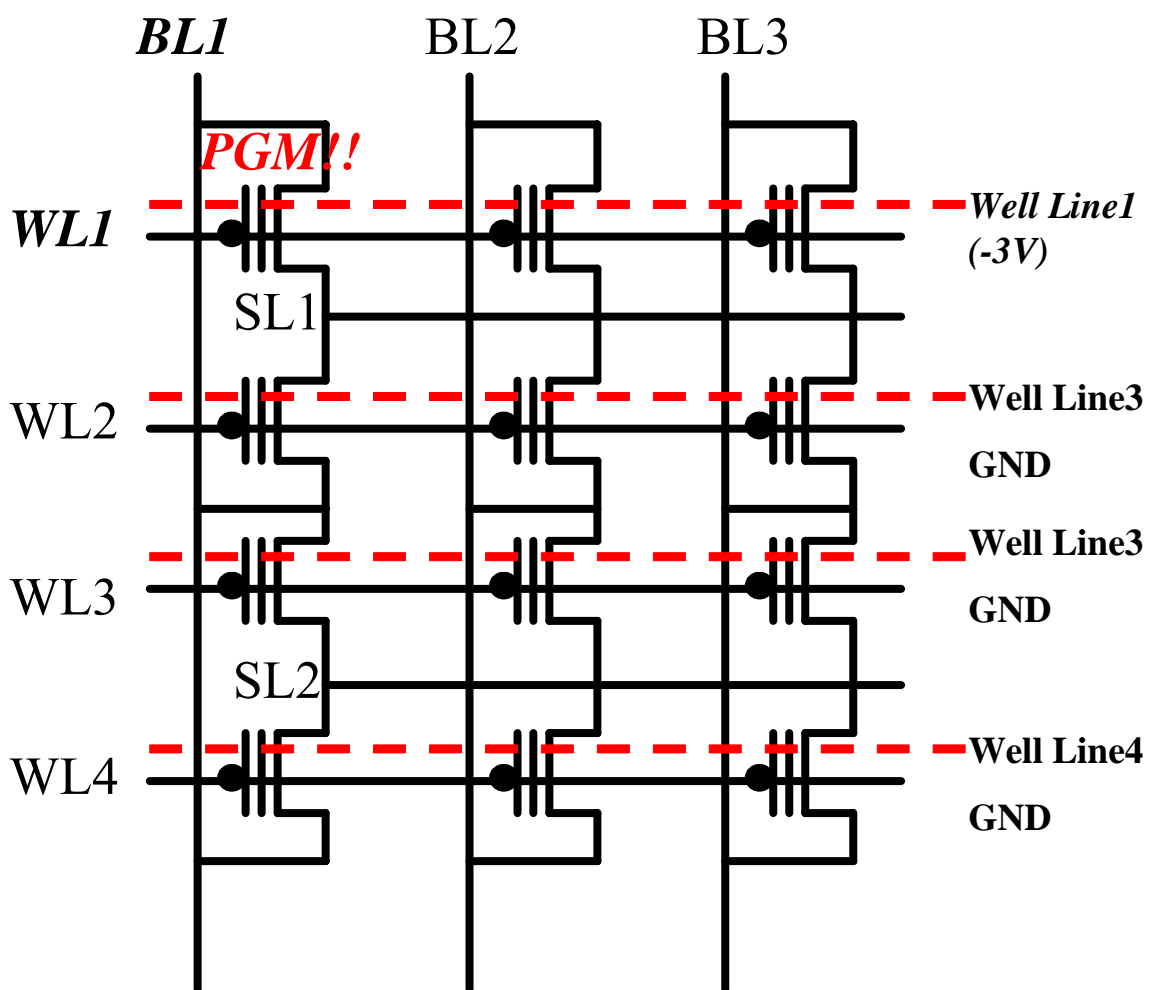 BL1 BL2 BL3
PGM!!
WL1
Well Line1
(-3V)
SL1
WL2
Well Line3
GND
WL3
Well Line3
GND
SL2
WL4
Well Line4
GND